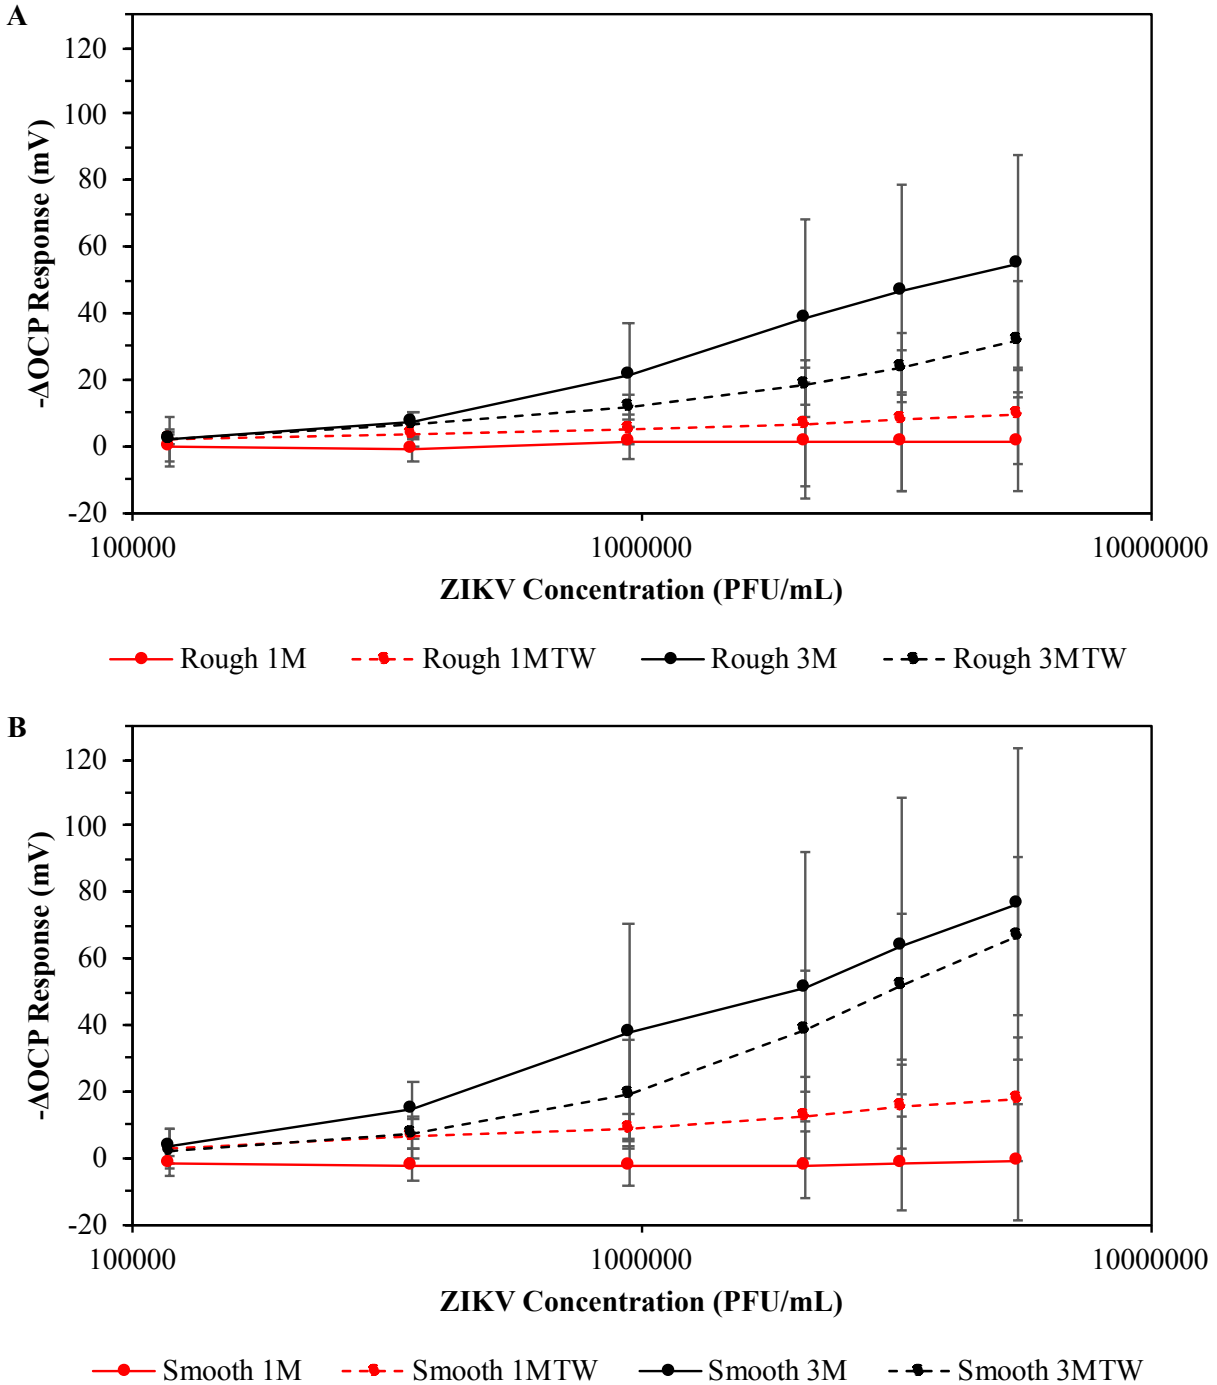 A
120
100
80
60
40
20
0
-20
-ΔOCP Response (mV)
100000 1000000 10000000
ZIKV Concentration (PFU/mL)
Rough 1M Rough 1MTW Rough 3M Rough 3MTW
B
120
100
80
60
40
20
0
-20
-ΔOCP Response (mV)
100000 1000000 10000000
ZIKV Concentration (PFU/mL)
Smooth 1M Smooth 1MTW Smooth 3M Smooth 3MTW